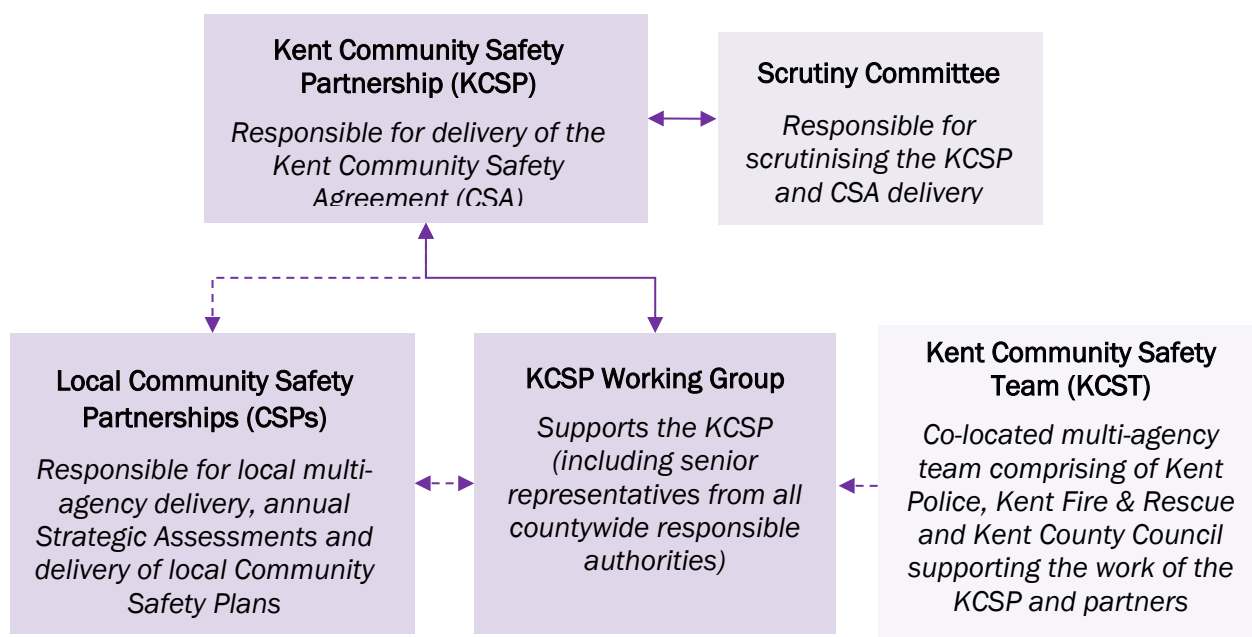 Kent Community Safety
Partnership (KCSP)
Responsible for delivery of the
Kent Community Safety
Agreement (CSA)
Scrutiny Committee
Responsible for
scrutinising the KCSP
and CSA delivery
Local Community Safety
Partnerships (CSPs)
Responsible for local multi-
agency delivery, annual
Strategic Assessments and
delivery of local Community
Safety Plans
KCSP Working Group
Supports the KCSP
(including senior
representatives from all
countywide responsible
authorities)
Kent Community Safety
Team (KCST)
Co-located multi-agency
team comprising of Kent
Police, Kent Fire & Rescue
and Kent County Council
supporting the work of the
KCSP and partners